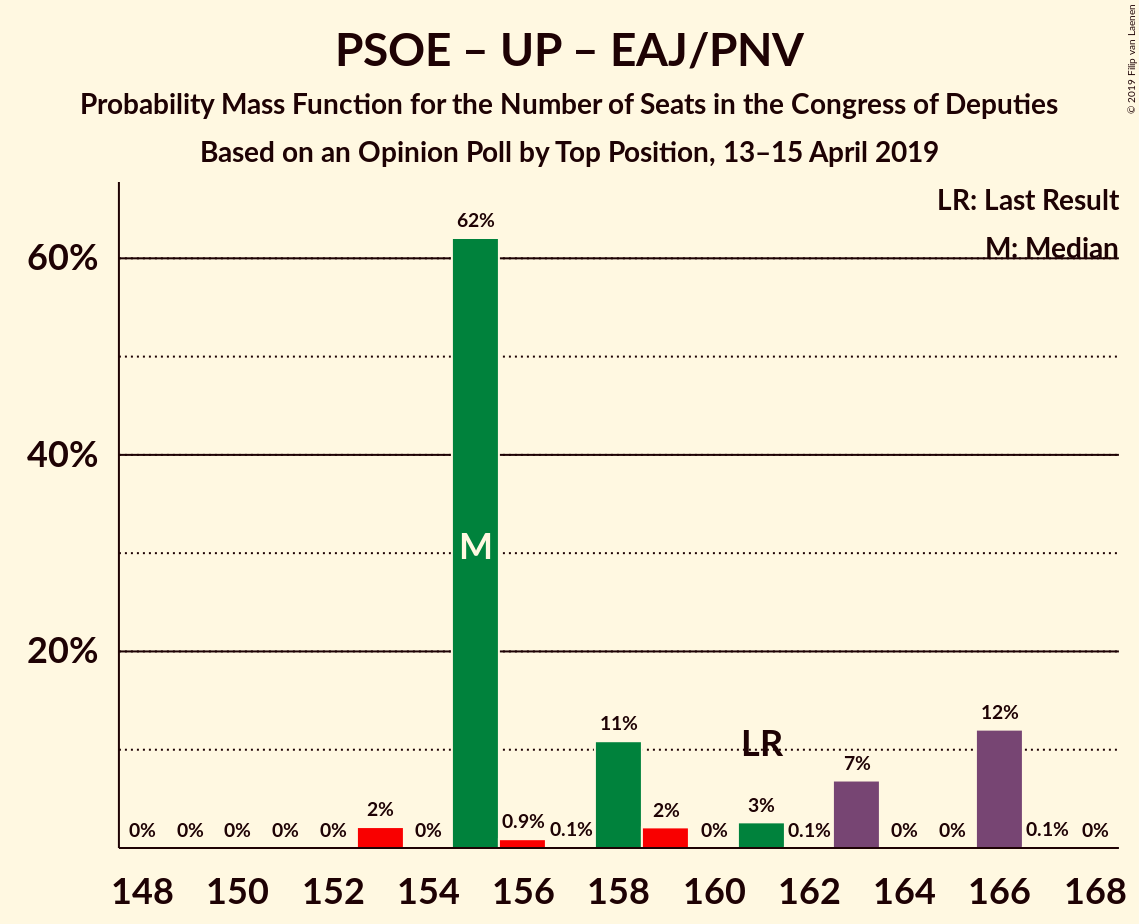 PSOE – UP – EAJ/PNV
Probability Mass Function for the Number of Seats in the Congress of Deputies
Based on an Opinion Poll by Top Position, 13–15 April 2019
© 2019 Filip van Laenen
LR: Last Result
M: Median
60%
40%
20%
0% 0% 0% 0% 0% 2% 0% 62% 0.9% 0.1% 11% 2% 0% 3% 0.1% 7% 0% 0% 12% 0.1% 0%
M
LR
148 150 152 154 156 158 160 162 164 166 168